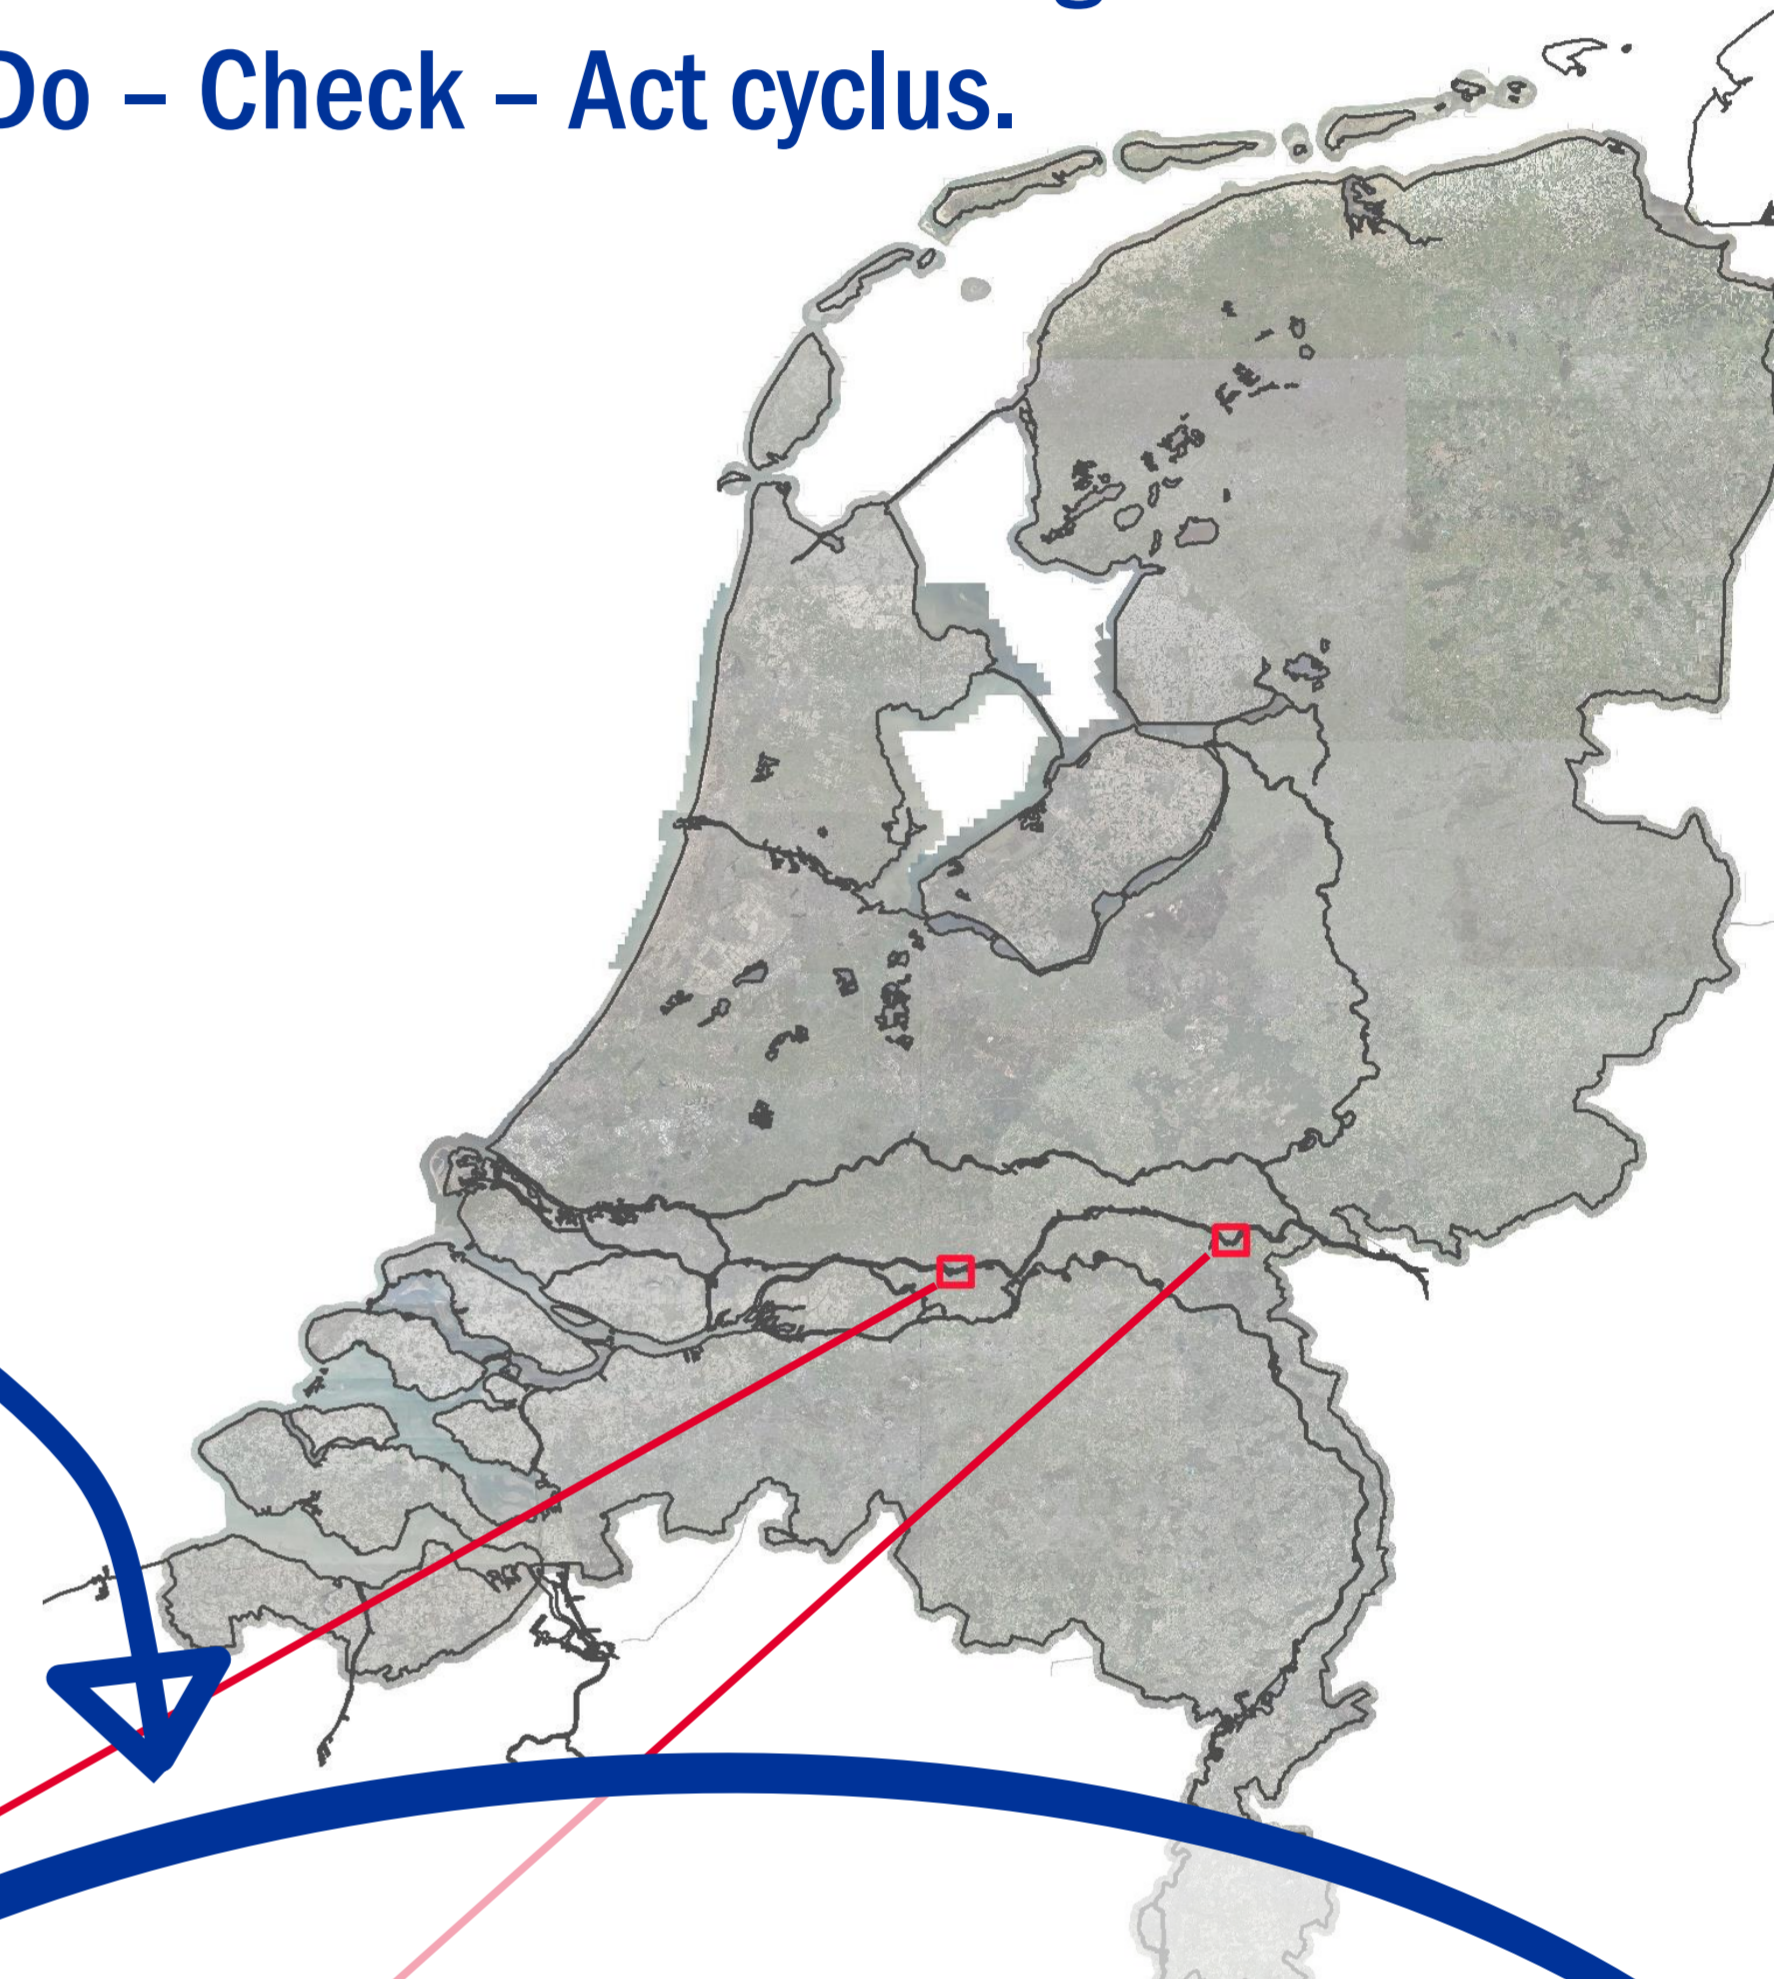 Do – Check – Act cyclus.